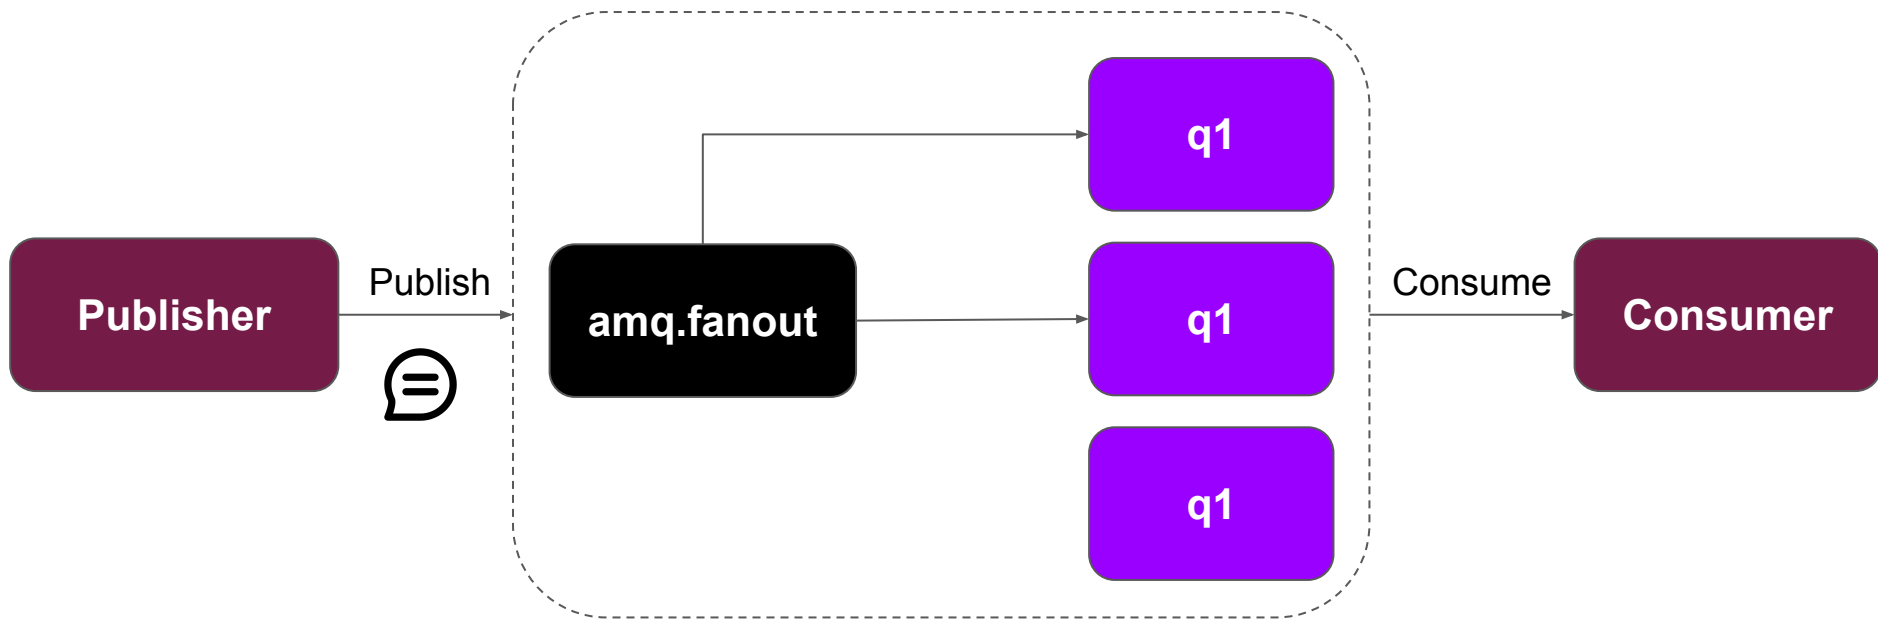 Publisher
Publish
amq.fanout
q1
q1
q1
Consume
Consumer